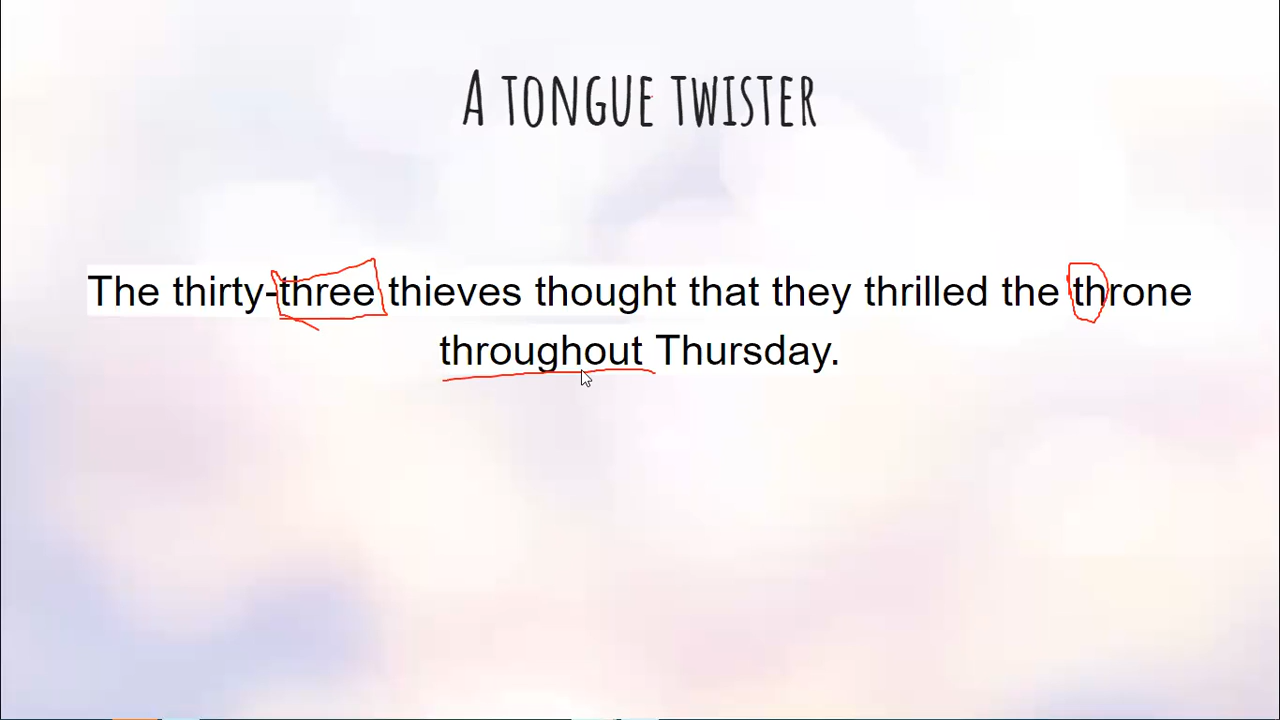 A TONGUE TWISTER
The thirty-three thieves thought that they thrilled the throne
throughout Thursday.